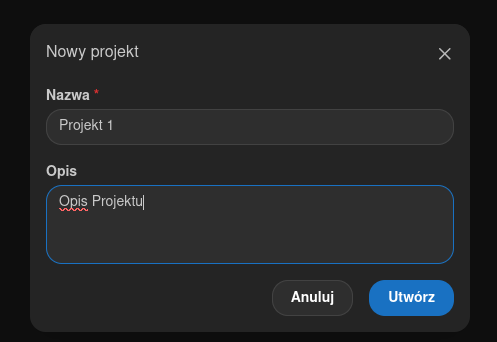 Nowy projekt
Nazwa *
Projekt 1
Opis
Opis Projektu
Anuluj
Utwórz